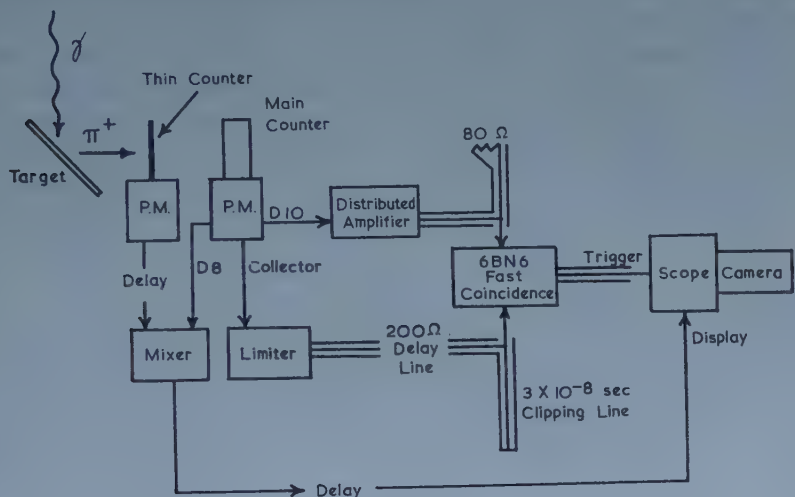 γ
Thin Counter
Main
Counter
π+
Target
80 Ω
P.M.
P.M.
D10
Distributed
Amplifier
6BN6
Fast
Coincidence
Trigger
Scope
Camera
Delay
D8
Collector
Mixer
Limiter
200Ω
Delay
Line
Display
3 X 10⁻⁸ sec
Clipping Line
Delay